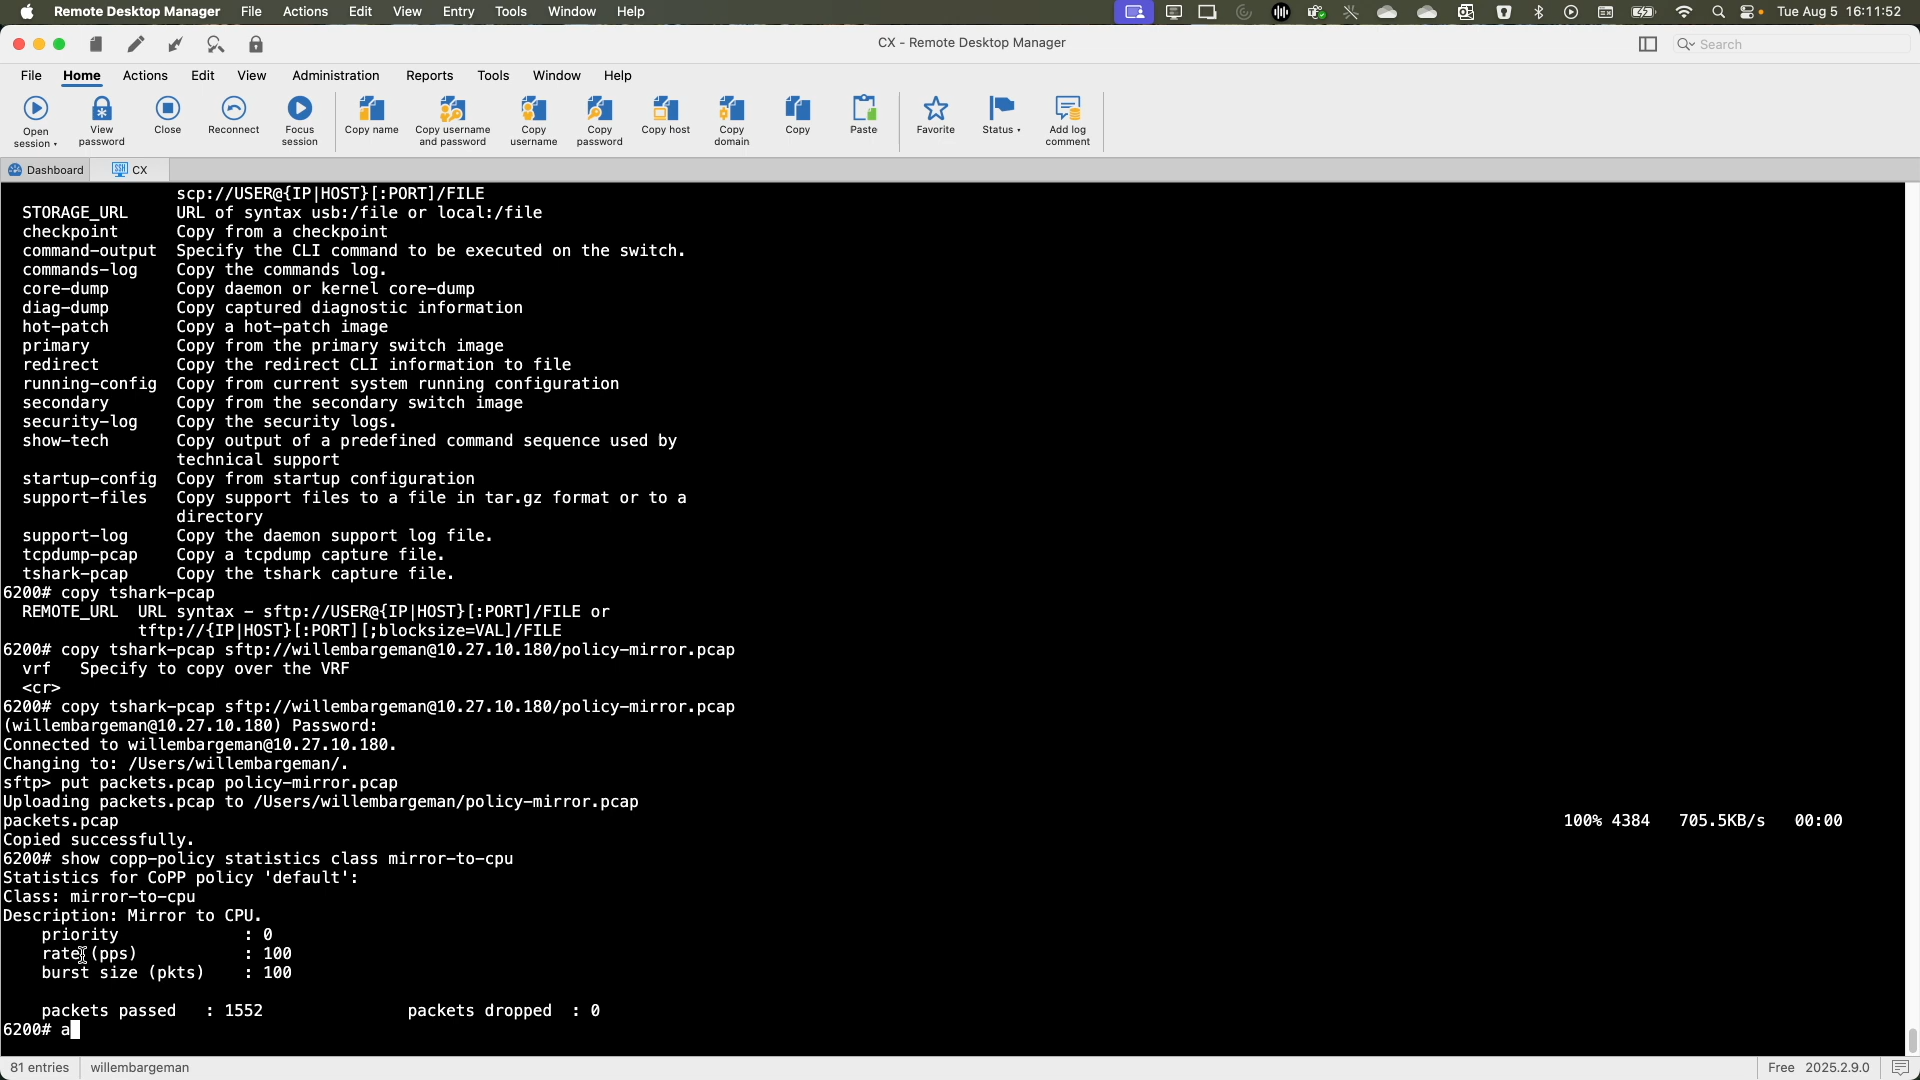 Remote Desktop Manager File Actions Edit View Entry Tools Window Help Tue Aug 5 16:11:52
CX - Remote Desktop Manager
Search
File Home Actions Edit View Administration Reports Tools Window Help
Open session
View password
Close
Reconnect
Focus session
Copy name
Copy username and password
Copy username
Copy password
Copy host
Copy domain
Copy
Paste
Favorite
Status
Add log comment
Dashboard SSH CX
scp://USER@{IP|HOST}[:PORT]/FILE
STORAGE_URL URL of syntax usb:/file or local:/file
checkpoint Copy from a checkpoint
command-output Specify the CLI command to be executed on the switch.
commands-log Copy the commands log.
core-dump Copy daemon or kernel core-dump
diag-dump Copy captured diagnostic information
hot-patch Copy a hot-patch image
primary Copy from the primary switch image
redirect Copy the redirect CLI information to file
running-config Copy from current system running configuration
secondary Copy from the secondary switch image
security-log Copy the security logs.
show-tech Copy output of a predefined command sequence used by
technical support
startup-config Copy from startup configuration
support-files Copy support files to a file in tar.gz format or to a
directory
support-log Copy the daemon support log file.
tcpdump-pcap Copy a tcpdump capture file.
tshark-pcap Copy the tshark capture file.
6200# copy tshark-pcap
REMOTE_URL URL syntax - sftp://USER@{IP|HOST}[:PORT]/FILE or
tftp://{IP|HOST}[:PORT][;blocksize=VAL]/FILE
6200# copy tshark-pcap sftp://willembargeman@10.27.10.180/policy-mirror.pcap
vrf Specify to copy over the VRF
<cr>
6200# copy tshark-pcap sftp://willembargeman@10.27.10.180/policy-mirror.pcap
(willembargeman@10.27.10.180) Password:
Connected to willembargeman@10.27.10.180.
Changing to: /Users/willembargeman/.
sftp> put packets.pcap policy-mirror.pcap
Uploading packets.pcap to /Users/willembargeman/policy-mirror.pcap
packets.pcap 100% 4384 705.5KB/s 00:00
Copied successfully.
6200# show copp-policy statistics class mirror-to-cpu
Statistics for CoPP policy 'default':
Class: mirror-to-cpu
Description: Mirror to CPU.
priority : 0
rate (pps) : 100
burst size (pkts) : 100
packets passed : 1552 packets dropped : 0
6200# a
81 entries willembargeman Free 2025.2.9.0